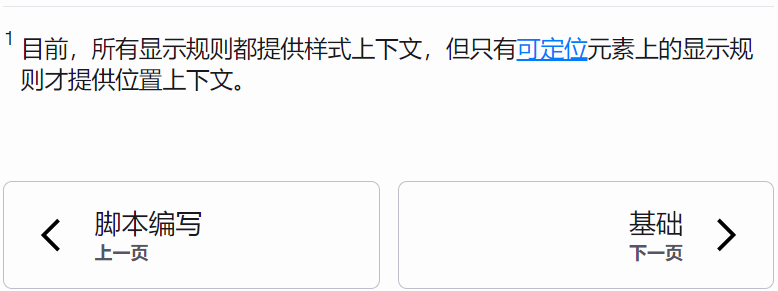 1 目前，所有显示规则都提供样式上下文，但只有可定位元素上的显示规
则才提供位置上下文。
脚本编写
上一页
基础
下一页